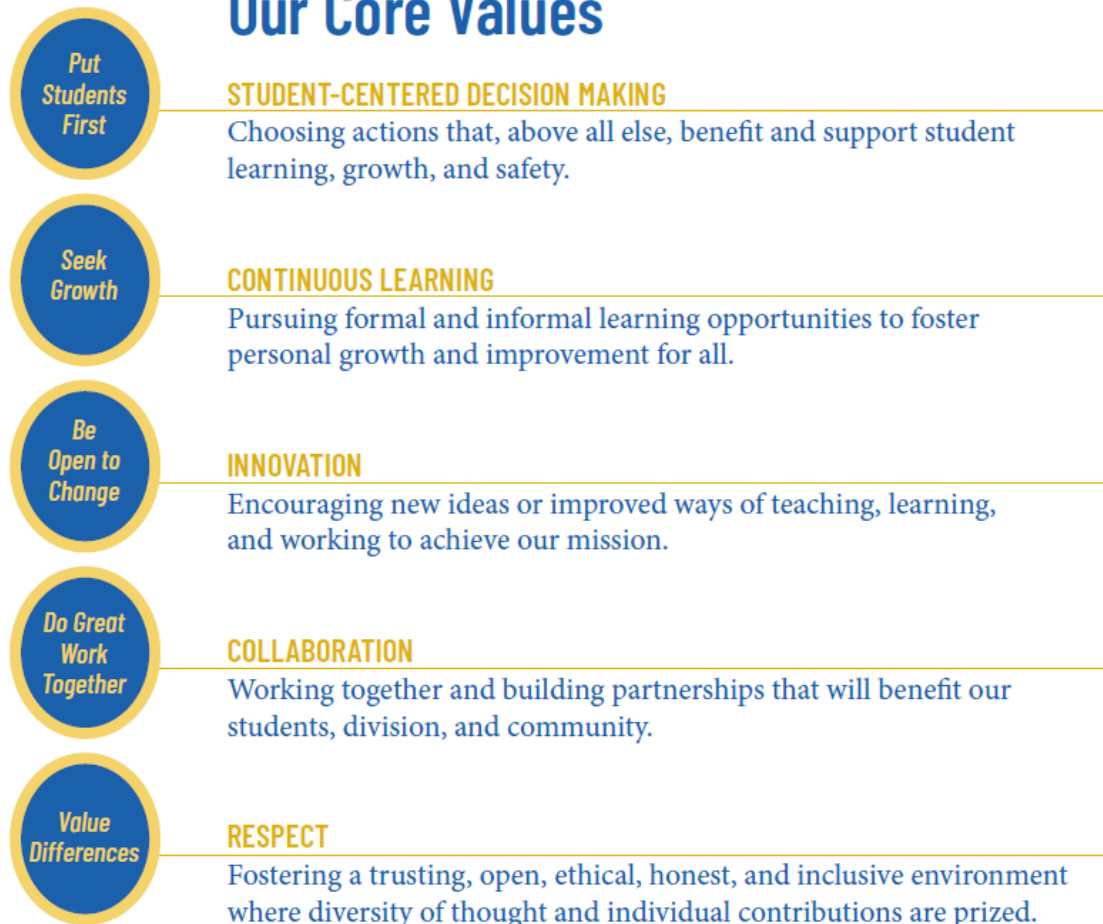 Our Core Values
Put
Students
First
STUDENT-CENTERED DECISION MAKING
Choosing actions that, above all else, benefit and support student
learning, growth, and safety.
Seek
Growth
CONTINUOUS LEARNING
Pursuing formal and informal learning opportunities to foster
personal growth and improvement for all.
Be
Open to
Change
INNOVATION
Encouraging new ideas or improved ways of teaching, learning,
and working to achieve our mission.
Do Great
Work
Together
COLLABORATION
Working together and building partnerships that will benefit our
students, division, and community.
Value
Differences
RESPECT
Fostering a trusting, open, ethical, honest, and inclusive environment
where diversity of thought and individual contributions are prized.